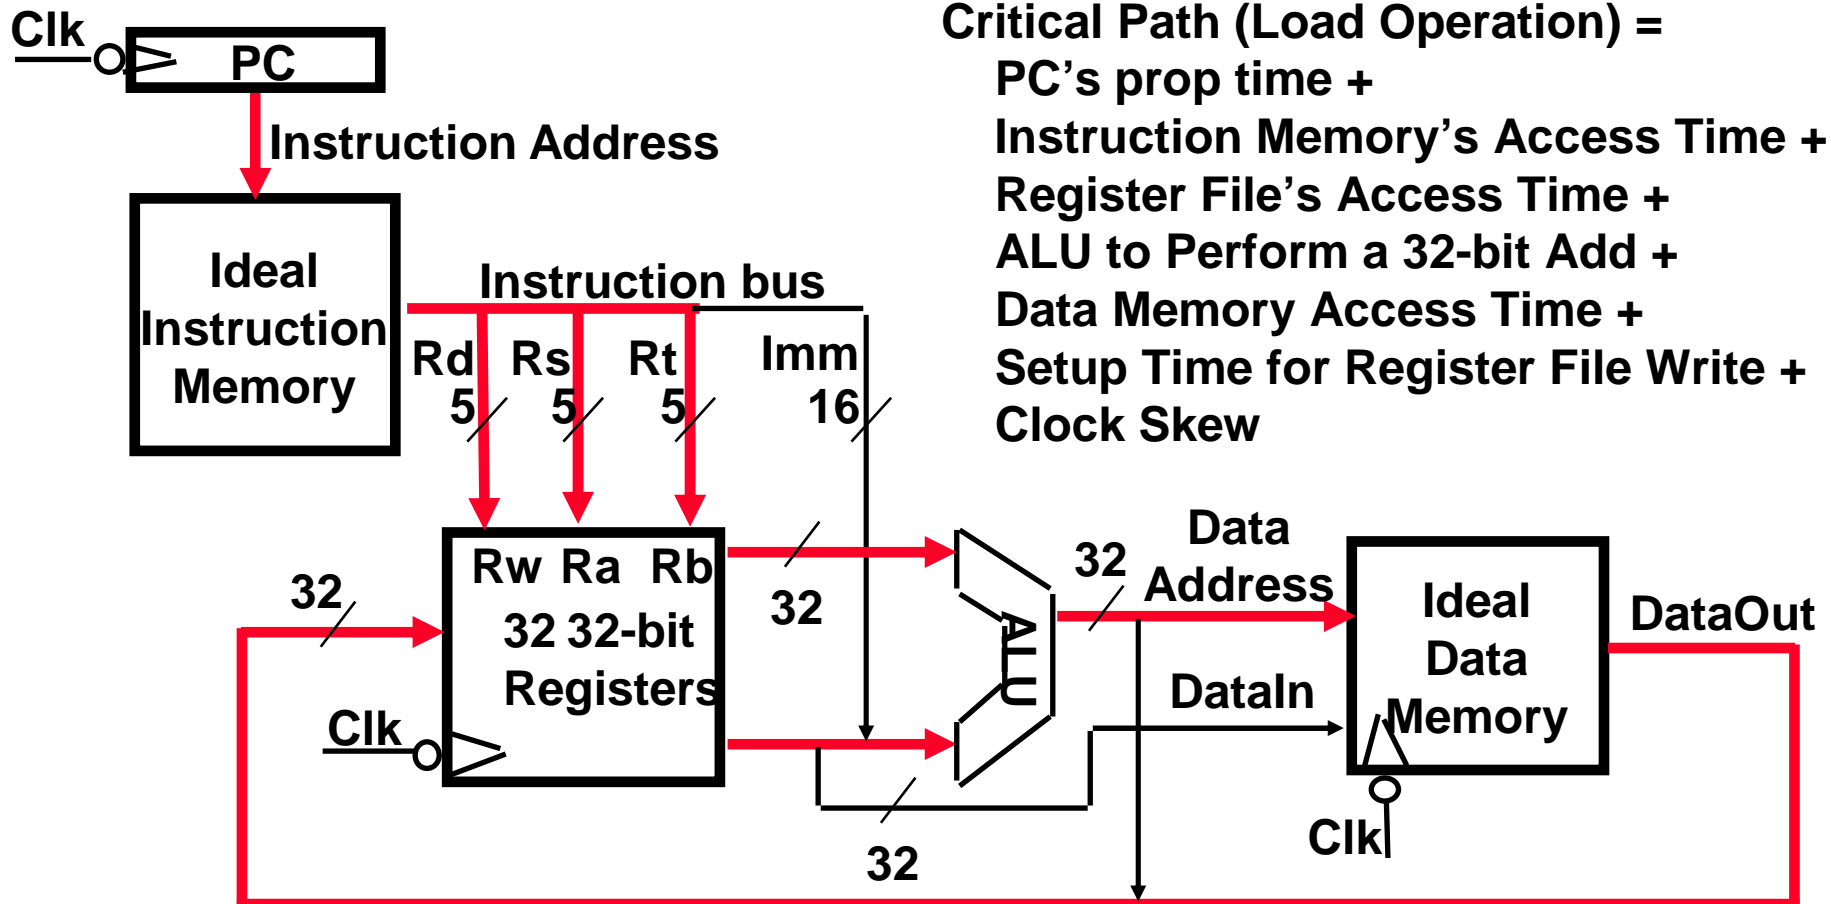 Critical Path (Load Operation) =
PC's prop time +
Instruction Memory's Access Time +
Register File's Access Time +
ALU to Perform a 32-bit Add +
Data Memory Access Time +
Setup Time for Register File Write +
Clock Skew
Clk
PC
Instruction Address
Ideal
Instruction
Memory
Instruction bus
Rd
5
Rs
5
Rt
5
Imm
16
Rw Ra Rb
32 32-bit
Registers
32
Clk
32
32
ALU
32
Data
Address
DataIn
Ideal
Data
Memory
Clk
DataOut